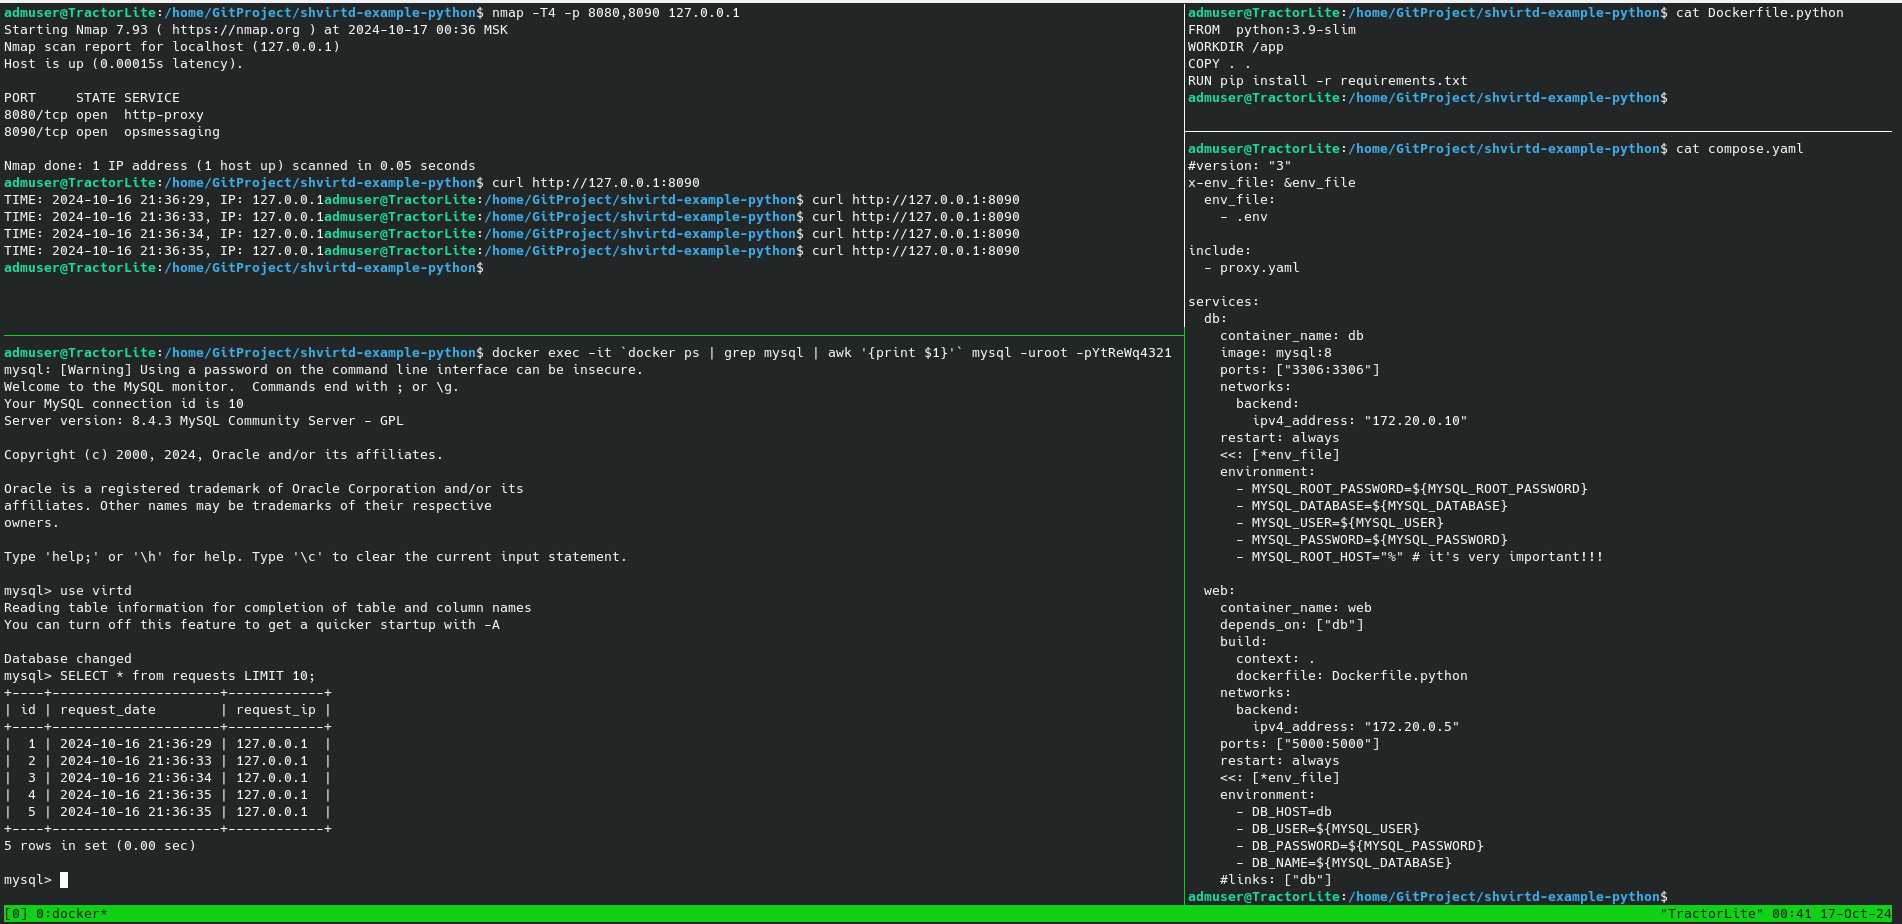 admuser@TractorLite:/home/GitProject/shvirtd-example-python$ nmap -T4 -p 8080,8090 127.0.0.1
Starting Nmap 7.93 ( https://nmap.org ) at 2024-10-17 00:36 MSK
Nmap scan report for localhost (127.0.0.1)
Host is up (0.00015s latency).

PORT     STATE SERVICE
8080/tcp open  http-proxy
8090/tcp open  opsmessaging

Nmap done: 1 IP address (1 host up) scanned in 0.05 seconds
admuser@TractorLite:/home/GitProject/shvirtd-example-python$ curl http://127.0.0.1:8090
TIME: 2024-10-16 21:36:29, IP: 127.0.0.1admuser@TractorLite:/home/GitProject/shvirtd-example-python$ curl http://127.0.0.1:8090
TIME: 2024-10-16 21:36:33, IP: 127.0.0.1admuser@TractorLite:/home/GitProject/shvirtd-example-python$ curl http://127.0.0.1:8090
TIME: 2024-10-16 21:36:34, IP: 127.0.0.1admuser@TractorLite:/home/GitProject/shvirtd-example-python$ curl http://127.0.0.1:8090
TIME: 2024-10-16 21:36:35, IP: 127.0.0.1admuser@TractorLite:/home/GitProject/shvirtd-example-python$ curl http://127.0.0.1:8090
admuser@TractorLite:/home/GitProject/shvirtd-example-python$
admuser@TractorLite:/home/GitProject/shvirtd-example-python$ docker exec -it `docker ps | grep mysql | awk '{print $1}'` mysql -uroot -pYtReWq4321
mysql: [Warning] Using a password on the command line interface can be insecure.
Welcome to the MySQL monitor.  Commands end with ; or \g.
Your MySQL connection id is 10
Server version: 8.4.3 MySQL Community Server - GPL

Copyright (c) 2000, 2024, Oracle and/or its affiliates.

Oracle is a registered trademark of Oracle Corporation and/or its
affiliates. Other names may be trademarks of their respective
owners.

Type 'help;' or '\h' for help. Type '\c' to clear the current input statement.

mysql> use virtd
Reading table information for completion of table and column names
You can turn off this feature to get a quicker startup with -A

Database changed
mysql> SELECT * from requests LIMIT 10;
+----+---------------------+------------+
| id | request_date        | request_ip |
+----+---------------------+------------+
|  1 | 2024-10-16 21:36:29 | 127.0.0.1  |
|  2 | 2024-10-16 21:36:33 | 127.0.0.1  |
|  3 | 2024-10-16 21:36:34 | 127.0.0.1  |
|  4 | 2024-10-16 21:36:35 | 127.0.0.1  |
|  5 | 2024-10-16 21:36:35 | 127.0.0.1  |
+----+---------------------+------------+
5 rows in set (0.00 sec)

mysql>
admuser@TractorLite:/home/GitProject/shvirtd-example-python$ cat Dockerfile.python
FROM  python:3.9-slim
WORKDIR /app
COPY . .
RUN pip install -r requirements.txt
admuser@TractorLite:/home/GitProject/shvirtd-example-python$
admuser@TractorLite:/home/GitProject/shvirtd-example-python$ cat compose.yaml
#version: "3"
x-env_file: &env_file
  env_file:
    - .env

include:
  - proxy.yaml

services:
  db:
    container_name: db
    image: mysql:8
    ports: ["3306:3306"]
    networks:
      backend:
        ipv4_address: "172.20.0.10"
    restart: always
    <<: [*env_file]
    environment:
      - MYSQL_ROOT_PASSWORD=${MYSQL_ROOT_PASSWORD}
      - MYSQL_DATABASE=${MYSQL_DATABASE}
      - MYSQL_USER=${MYSQL_USER}
      - MYSQL_PASSWORD=${MYSQL_PASSWORD}
      - MYSQL_ROOT_HOST="%" # it's very important!!!

  web:
    container_name: web
    depends_on: ["db"]
    build:
      context: .
      dockerfile: Dockerfile.python
    networks:
      backend:
        ipv4_address: "172.20.0.5"
    ports: ["5000:5000"]
    restart: always
    <<: [*env_file]
    environment:
      - DB_HOST=db
      - DB_USER=${MYSQL_USER}
      - DB_PASSWORD=${MYSQL_PASSWORD}
      - DB_NAME=${MYSQL_DATABASE}
    #links: ["db"]
admuser@TractorLite:/home/GitProject/shvirtd-example-python$
[0] 0:docker* "TractorLite" 00:41 17-Oct-24